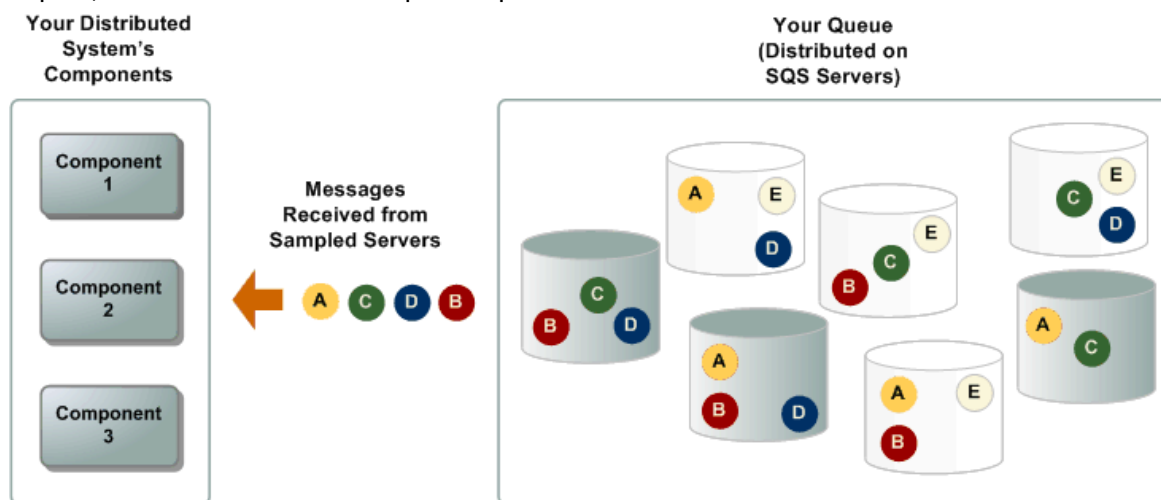 Your Distributed
System's
Components
Your Queue
(Distributed on
SQS Servers)
Component
1
Component
2
Component
3
Messages
Received from
Sampled Servers
A C D B
A E
D
B C E
E
C
D
C
B D
A
B D
A E
B
A
C